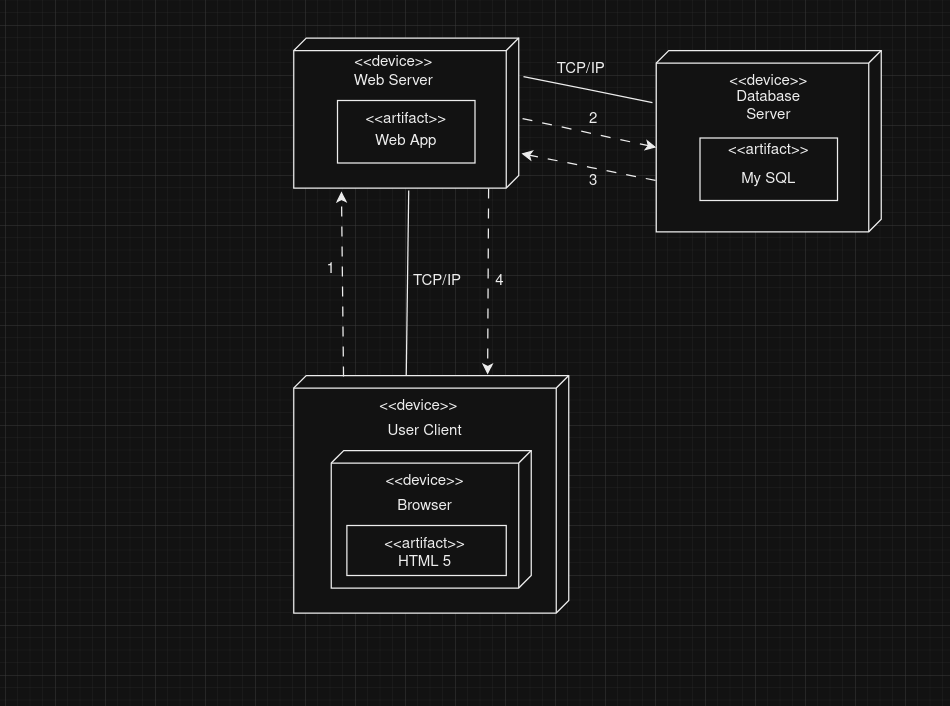 <<device>>
Web Server
<<artifact>>
Web App
TCP/IP
2
3
<<device>>
Database
Server
<<artifact>>
My SQL
1
TCP/IP
4
<<device>>
User Client
<<device>>
Browser
<<artifact>>
HTML 5